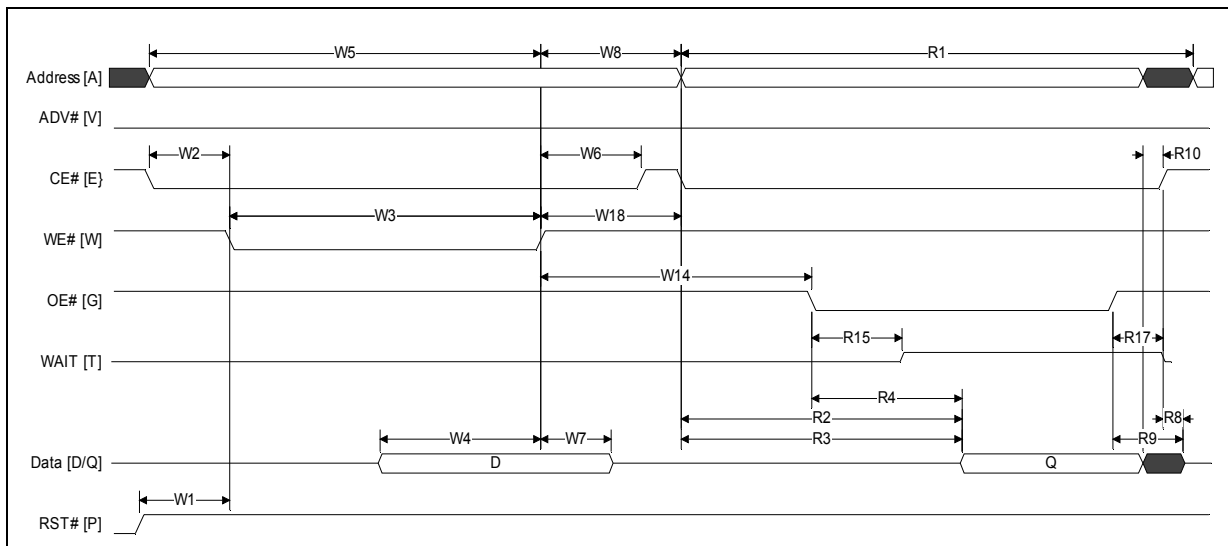 W5 W8 R1
Address [A]
ADV# [V]
W2 W6 R10
CE# [E}
W3 W18
WE# [W]
W14
OE# [G]
R15 R17
WAIT [T]
R4
R2 R8
W4 W7 R3 R9
Data [D/Q] D Q
W1
RST# [P]